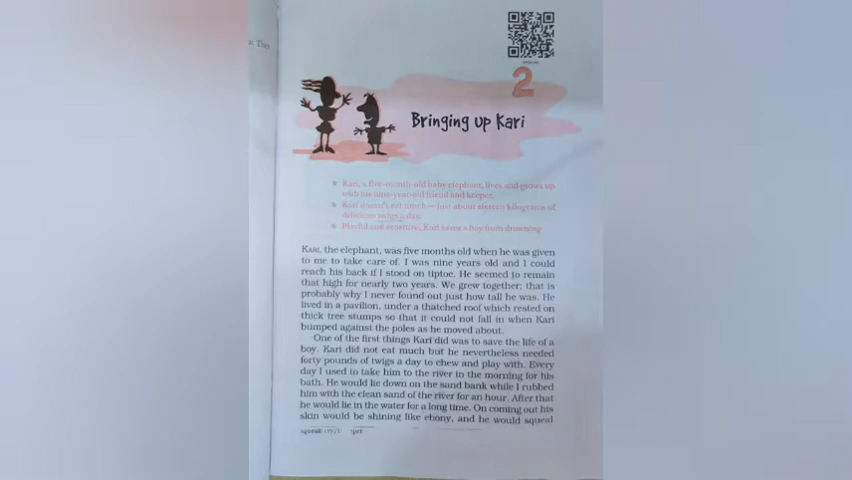 2
Bringing up Kari
Kari, a five-month-old baby elephant, lives and grows up
with his nine-year-old friend and keeper.
Kari doesn't eat much — just about eighteen kilograms of
delicious twigs a day.
Playful and sensitive, Kari saves a boy from drowning
KARI, the elephant, was five months old when he was given
to me to take care of. I was nine years old and I could
reach his back if I stood on tiptoe. He seemed to remain
that high for nearly two years. We grew together; that is
probably why I never found out just how tall he was. He
lived in a pavilion, under a thatched roof which rested on
thick tree stumps so that it could not fall in when Kari
bumped against the poles as he moved about.
One of the first things Kari did was to save the life of a
boy. Kari did not eat much but he nevertheless needed
forty pounds of twigs a day to chew and play with. Every
day I used to take him to the river in the morning for his
bath. He would lie down on the sand bank while I rubbed
him with the clean sand of the river for an hour. After that
he would lie in the water for a long time. On coming out his
skin would be shining like ebony, and he would squeal